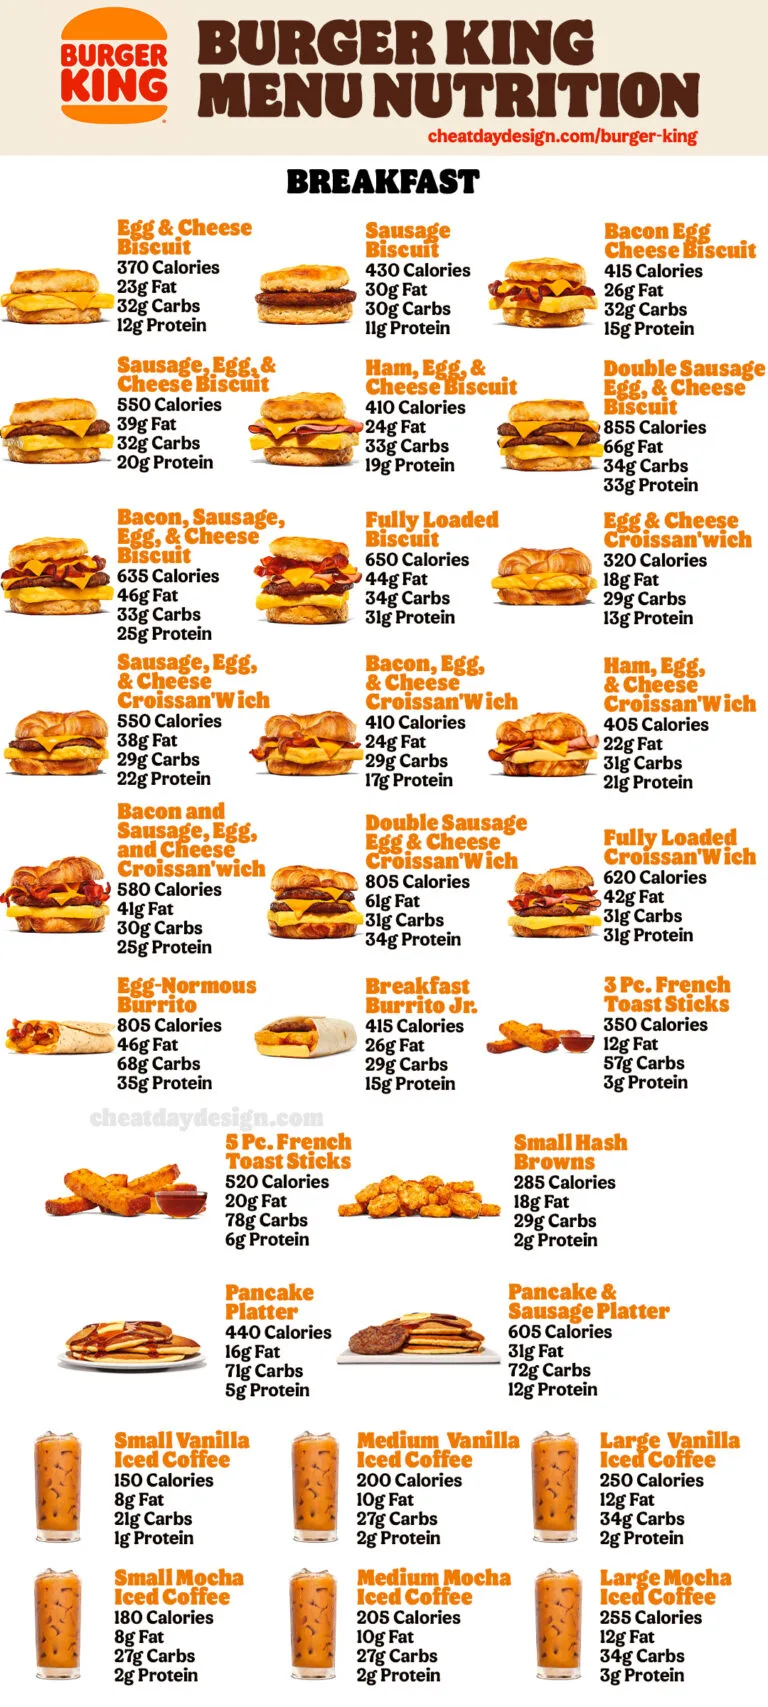 BURGER
KING
BURGER KING
MENU NUTRITION
cheatdaydesign.com/burger-king
BREAKFAST
Egg & Cheese
Biscuit
370 Calories
23g Fat
32g Carbs
12g Protein
Sausage
Biscuit
430 Calories
30g Fat
30g Carbs
11g Protein
Bacon Egg
Cheese Biscuit
415 Calories
26g Fat
32g Carbs
15g Protein
Sausage, Egg, &
Cheese Biscuit
550 Calories
39g Fat
32g Carbs
20g Protein
Ham, Egg, &
Cheese Biscuit
410 Calories
24g Fat
33g Carbs
19g Protein
Double Sausage
Egg, & Cheese
Biscuit
855 Calories
66g Fat
34g Carbs
33g Protein
Bacon, Sausage,
Egg, & Cheese
Biscuit
635 Calories
46g Fat
33g Carbs
25g Protein
Fully Loaded
Biscuit
650 Calories
44g Fat
34g Carbs
31g Protein
Egg & Cheese
Croissan'wich
320 Calories
18g Fat
29g Carbs
13g Protein
Sausage, Egg,
& Cheese
Croissan'Wich
550 Calories
38g Fat
29g Carbs
22g Protein
Bacon, Egg,
& Cheese
Croissan'Wich
410 Calories
24g Fat
29g Carbs
17g Protein
Ham, Egg,
& Cheese
Croissan'Wich
405 Calories
22g Fat
31g Carbs
21g Protein
Bacon and
Sausage, Egg,
and Cheese
Croissan'wich
580 Calories
41g Fat
30g Carbs
25g Protein
Double Sausage
Egg & Cheese
Croissan'Wich
805 Calories
61g Fat
31g Carbs
34g Protein
Fully Loaded
Croissan'Wich
620 Calories
42g Fat
31g Carbs
31g Protein
Egg-Normous
Burrito
805 Calories
46g Fat
68g Carbs
35g Protein
Breakfast
Burrito Jr.
415 Calories
26g Fat
29g Carbs
15g Protein
3 Pc. French
Toast Sticks
350 Calories
12g Fat
57g Carbs
3g Protein
cheatdaydesign.com
5 Pc. French
Toast Sticks
520 Calories
20g Fat
78g Carbs
6g Protein
Small Hash
Browns
285 Calories
18g Fat
29g Carbs
2g Protein
Pancake
Platter
440 Calories
16g Fat
71g Carbs
5g Protein
Pancake &
Sausage Platter
605 Calories
31g Fat
72g Carbs
12g Protein
Small Vanilla
Iced Coffee
150 Calories
8g Fat
21g Carbs
1g Protein
Medium Vanilla
Iced Coffee
200 Calories
10g Fat
27g Carbs
2g Protein
Large Vanilla
Iced Coffee
250 Calories
12g Fat
34g Carbs
2g Protein
Small Mocha
Iced Coffee
180 Calories
8g Fat
27g Carbs
2g Protein
Medium Mocha
Iced Coffee
205 Calories
10g Fat
27g Carbs
2g Protein
Large Mocha
Iced Coffee
255 Calories
12g Fat
34g Carbs
3g Protein